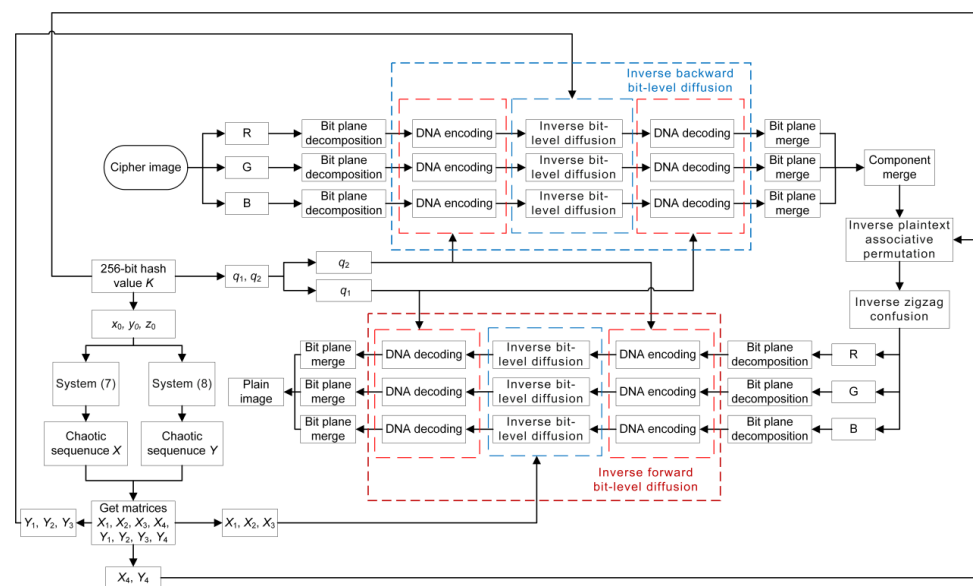 Inverse backward
bit-level diffusion
R
Bit plane
decomposition
DNA encoding
Inverse bit-
level diffusion
DNA decoding
Bit plane
merge
Cipher image
G
Bit plane
decomposition
DNA encoding
Inverse bit-
level diffusion
DNA decoding
Bit plane
merge
Component
merge
B
Bit plane
decomposition
DNA encoding
Inverse bit-
level diffusion
DNA decoding
Bit plane
merge
Inverse plaintext
associative
permutation
256-bit hash
value K
q1, q2
q2
q1
Inverse zigzag
confusion
x0, y0, z0
Bit plane
merge
DNA decoding
Inverse bit-
level diffusion
DNA encoding
Bit plane
decomposition
R
System (7)
System (8)
Plain
image
Bit plane
merge
DNA decoding
Inverse bit-
level diffusion
DNA encoding
Bit plane
decomposition
G
Chaotic
sequenuce X
Chaotic
sequenuce Y
Bit plane
merge
DNA decoding
Inverse bit-
level diffusion
DNA encoding
Bit plane
decomposition
B
Inverse forward
bit-level diffusion
Y1, Y2, Y3
Get matrices
X1, X2, X3, X4,
Y1, Y2, Y3, Y4
X1, X2, X3
X4, Y4